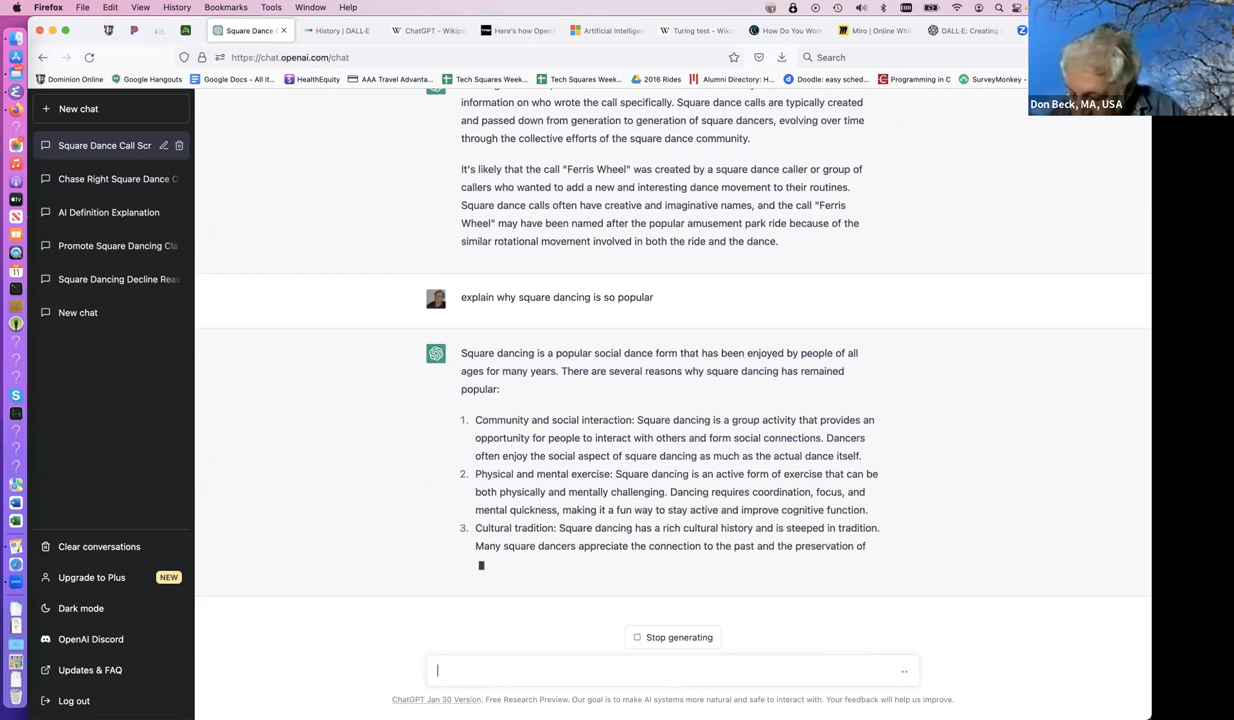 Firefox File Edit View History Bookmarks Tools Window Help
Square Dance C
History | DALL-E
ChatGPT - Wikipe
Here's how OpenA
Artificial Intelligenc
Turing test - Wikip
How Do You Work
Miro | Online Whit
DALL·E: Creating
https://chat.openai.com/chat
Search
Dominion Online
Google Hangouts
Google Docs - All it...
HealthEquity
AAA Travel Advanta...
Tech Squares Week...
Tech Squares Week...
2016 Rides
Alumni Directory: H...
Doodle: easy sched...
Programming in C
SurveyMonkey
Don Beck, MA, USA
+ New chat
Square Dance Call Scr
Chase Right Square Dance C
AI Definition Explanation
Promote Square Dancing Cla
Square Dancing Decline Reas
New chat
Clear conversations
Upgrade to Plus NEW
Dark mode
OpenAI Discord
Updates & FAQ
Log out
information on who wrote the call specifically. Square dance calls are typically created
and passed down from generation to generation of square dancers, evolving over time
through the collective efforts of the square dance community.
It's likely that the call "Ferris Wheel" was created by a square dance caller or group of
callers who wanted to add a new and interesting dance movement to their routines.
Square dance calls often have creative and imaginative names, and the call "Ferris
Wheel" may have been named after the popular amusement park ride because of the
similar rotational movement involved in both the ride and the dance.
explain why square dancing is so popular
Square dancing is a popular social dance form that has been enjoyed by people of all
ages for many years. There are several reasons why square dancing has remained
popular:
1. Community and social interaction: Square dancing is a group activity that provides an
opportunity for people to interact with others and form social connections. Dancers
often enjoy the social aspect of square dancing as much as the actual dance itself.
2. Physical and mental exercise: Square dancing is an active form of exercise that can be
both physically and mentally challenging. Dancing requires coordination, focus, and
mental quickness, making it a fun way to stay active and improve cognitive function.
3. Cultural tradition: Square dancing has a rich cultural history and is steeped in tradition.
Many square dancers appreciate the connection to the past and the preservation of
Stop generating
ChatGPT Jan 30 Version. Free Research Preview. Our goal is to make AI systems more natural and safe to interact with. Your feedback will help us improve.